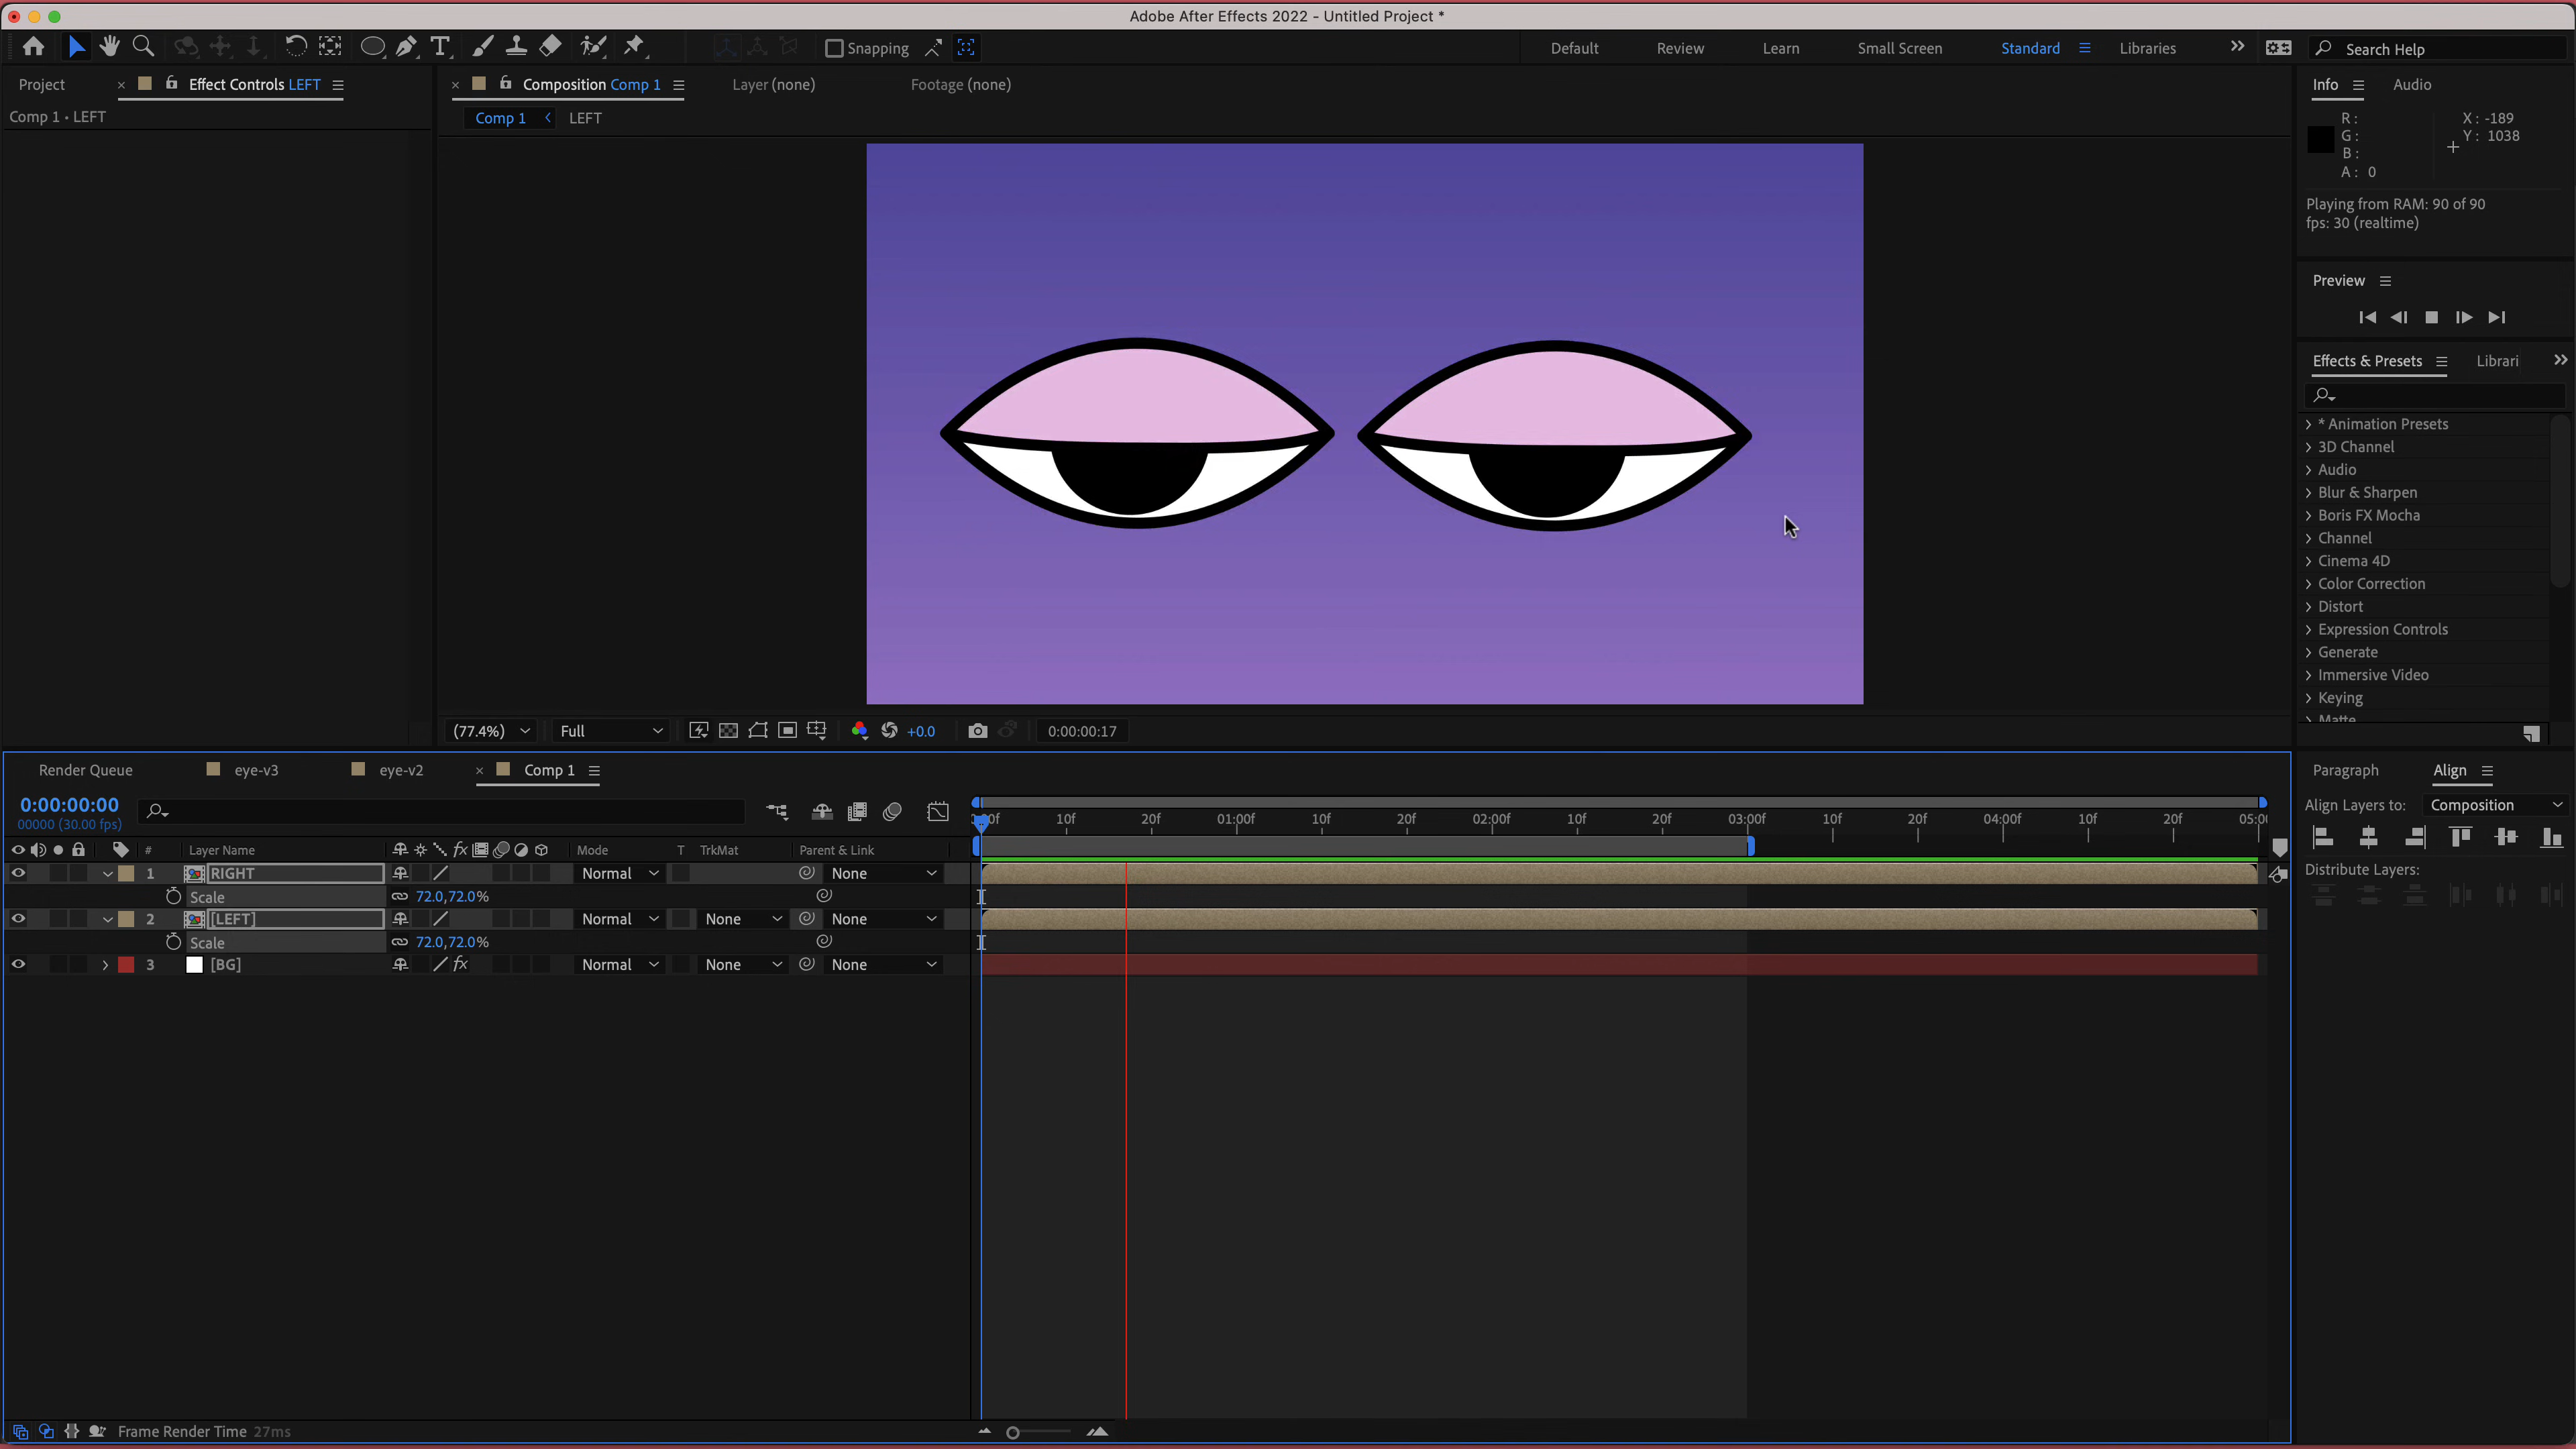 Adobe After Effects 2022 - Untitled Project *
Snapping
Default
Review
Learn
Small Screen
Standard
Libraries
Search Help
Project
Effect Controls LEFT
Comp 1 • LEFT
Composition Comp 1
Layer (none)
Footage (none)
Comp 1
LEFT
Info
Audio
R :
G :
B :
A : 0
X : -189
Y : 1038
Playing from RAM: 90 of 90
fps: 30 (realtime)
Preview
Effects & Presets
Librari
* Animation Presets
3D Channel
Audio
Blur & Sharpen
Boris FX Mocha
Channel
Cinema 4D
Color Correction
Distort
Expression Controls
Generate
Immersive Video
Keying
Matte
(77.4%)
Full
+0.0
0:00:00:17
Render Queue
eye-v3
eye-v2
Comp 1
0:00:00:00
00000 (30.00 fps)
10f 20f 01:00f 10f 20f 02:00f 10f 20f 03:00f 10f 20f 04:00f 10f 20f
# Layer Name
Mode
T TrkMat
Parent & Link
1 RIGHT Normal None
Scale 72.0,72.0%
2 [LEFT] Normal None None
Scale 72.0,72.0%
3 [BG] Normal None None
Frame Render Time 27ms
Paragraph
Align
Align Layers to: Composition
Distribute Layers: